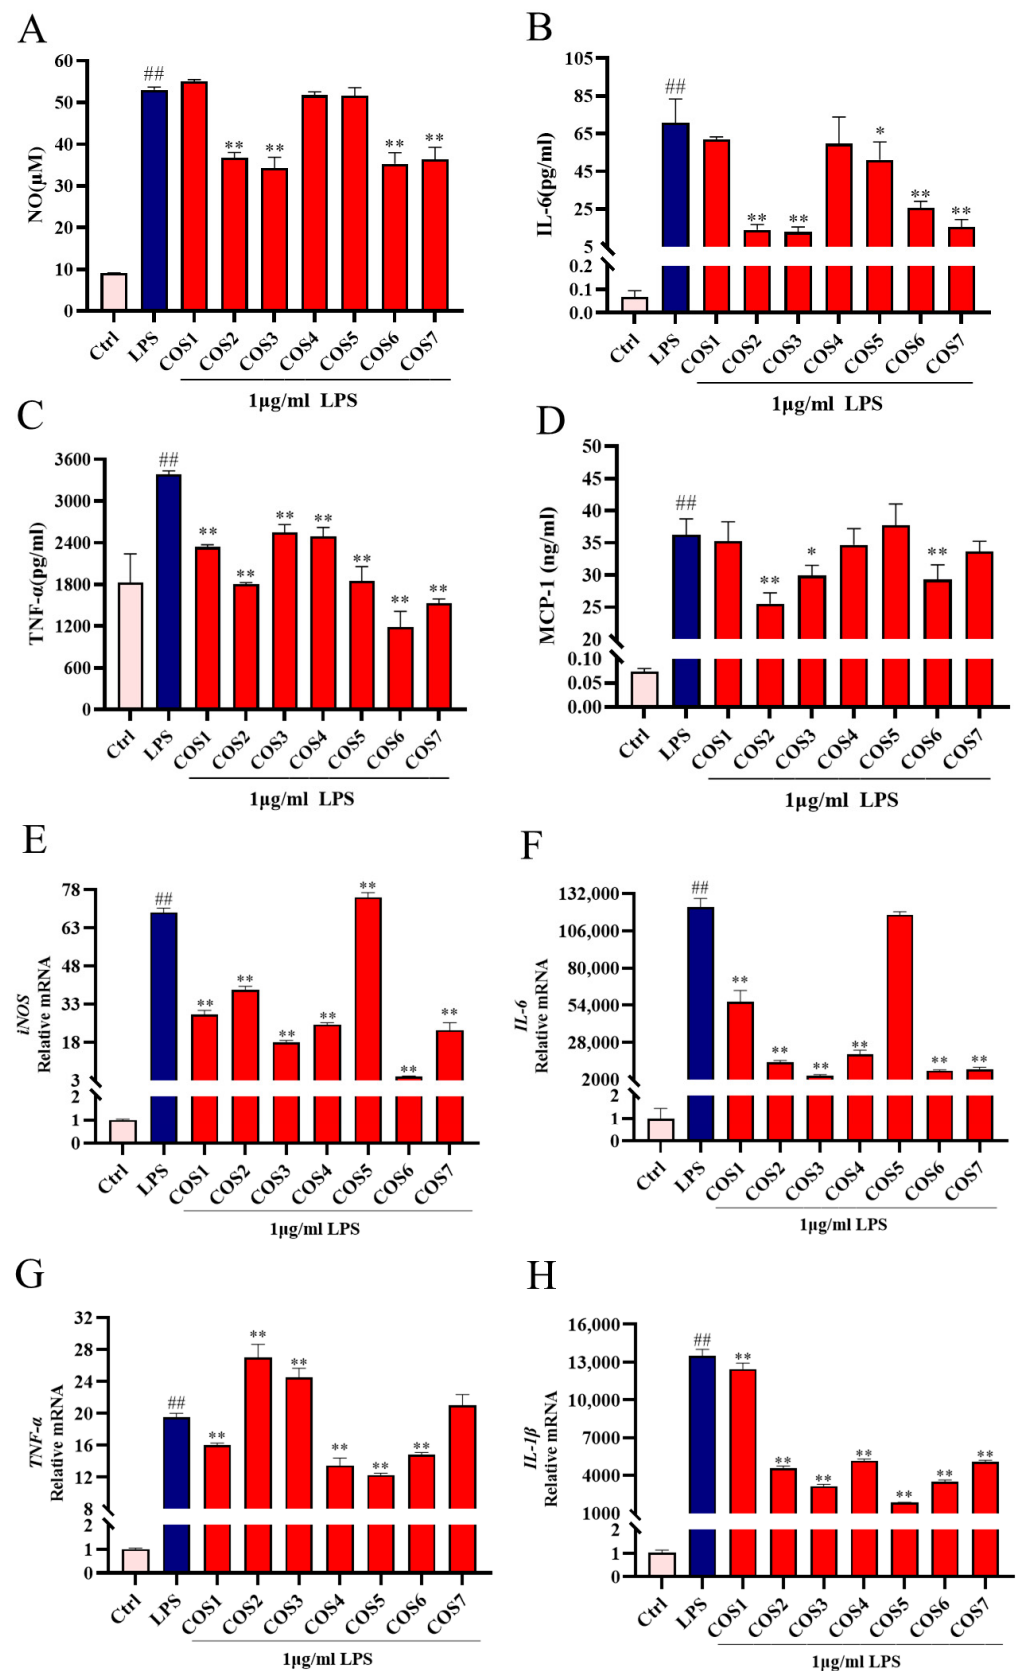 A
NO(μM)
60
50
40
30
20
10
0
##
** ** ** **
Ctrl LPS COS1 COS2 COS3 COS4 COS5 COS6 COS7
1μg/ml LPS
B
IL-6(pg/ml)
105
85
65
45
25
5
0.2
0.1
0.0
##
** ** * ** **
Ctrl LPS COS1 COS2 COS3 COS4 COS5 COS6 COS7
1μg/ml LPS
C
TNF-α(pg/ml)
3600
3000
2400
1800
1200
600
0
##
** ** ** ** ** ** **
Ctrl LPS COS1 COS2 COS3 COS4 COS5 COS6 COS7
1μg/ml LPS
D
MCP-1 (ng/ml)
50
45
40
35
30
25
20
0.10
0.05
0.00
##
** * **
Ctrl LPS COS1 COS2 COS3 COS4 COS5 COS6 COS7
1μg/ml LPS
E
iNOS
Relative mRNA
78
63
48
33
18
3
2
1
0
##
** ** ** ** ** ** **
Ctrl LPS COS1 COS2 COS3 COS4 COS5 COS6 COS7
1μg/ml LPS
F
IL-6
Relative mRNA
132,000
106,000
80,000
54,000
28,000
2000
2
1
0
##
** ** ** ** ** **
Ctrl LPS COS1 COS2 COS3 COS4 COS5 COS6 COS7
1μg/ml LPS
G
TNF-α
Relative mRNA
32
28
24
20
16
12
8
2
1
0
##
** ** ** ** ** **
Ctrl LPS COS1 COS2 COS3 COS4 COS5 COS6 COS7
1μg/ml LPS
H
IL-1β
Relative mRNA
16,000
13,000
10,000
7000
4000
1000
2
1
0
##
** ** ** ** ** ** **
Ctrl LPS COS1 COS2 COS3 COS4 COS5 COS6 COS7
1μg/ml LPS